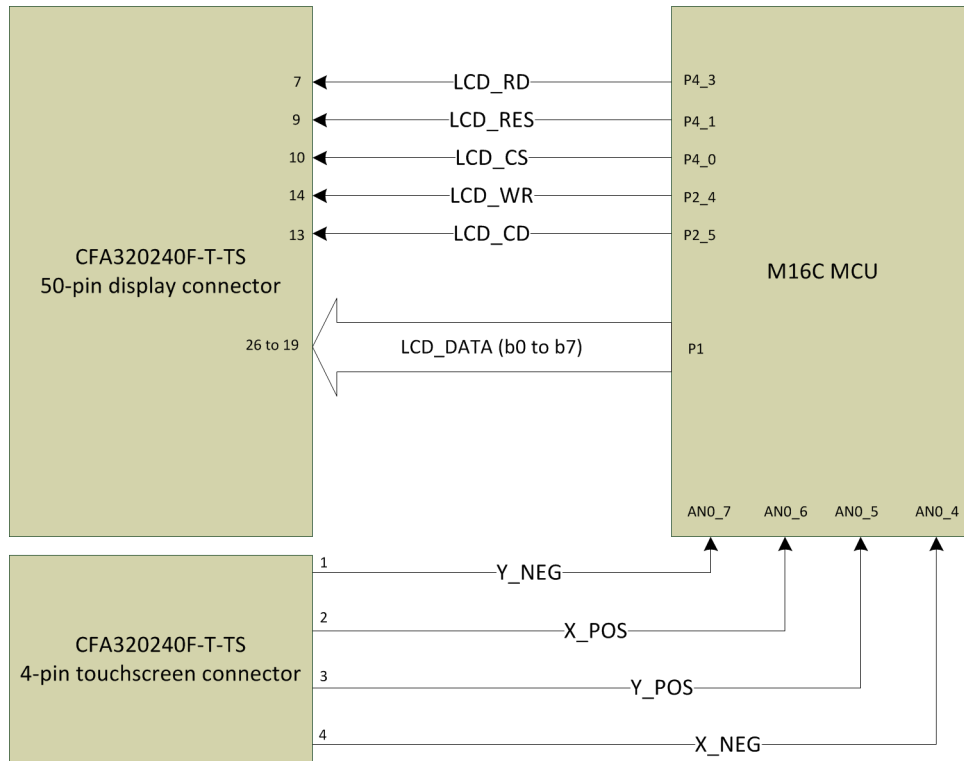 7 LCD_RD P4_3
9 LCD_RES P4_1
10 LCD_CS P4_0
14 LCD_WR P2_4
13 LCD_CD P2_5
CFA320240F-T-TS
50-pin display connector
M16C MCU
26 to 19 LCD_DATA (b0 to b7) P1
AN0_7 AN0_6 AN0_5 AN0_4
1 Y_NEG
2 X_POS
CFA320240F-T-TS
4-pin touchscreen connector
3 Y_POS
4 X_NEG